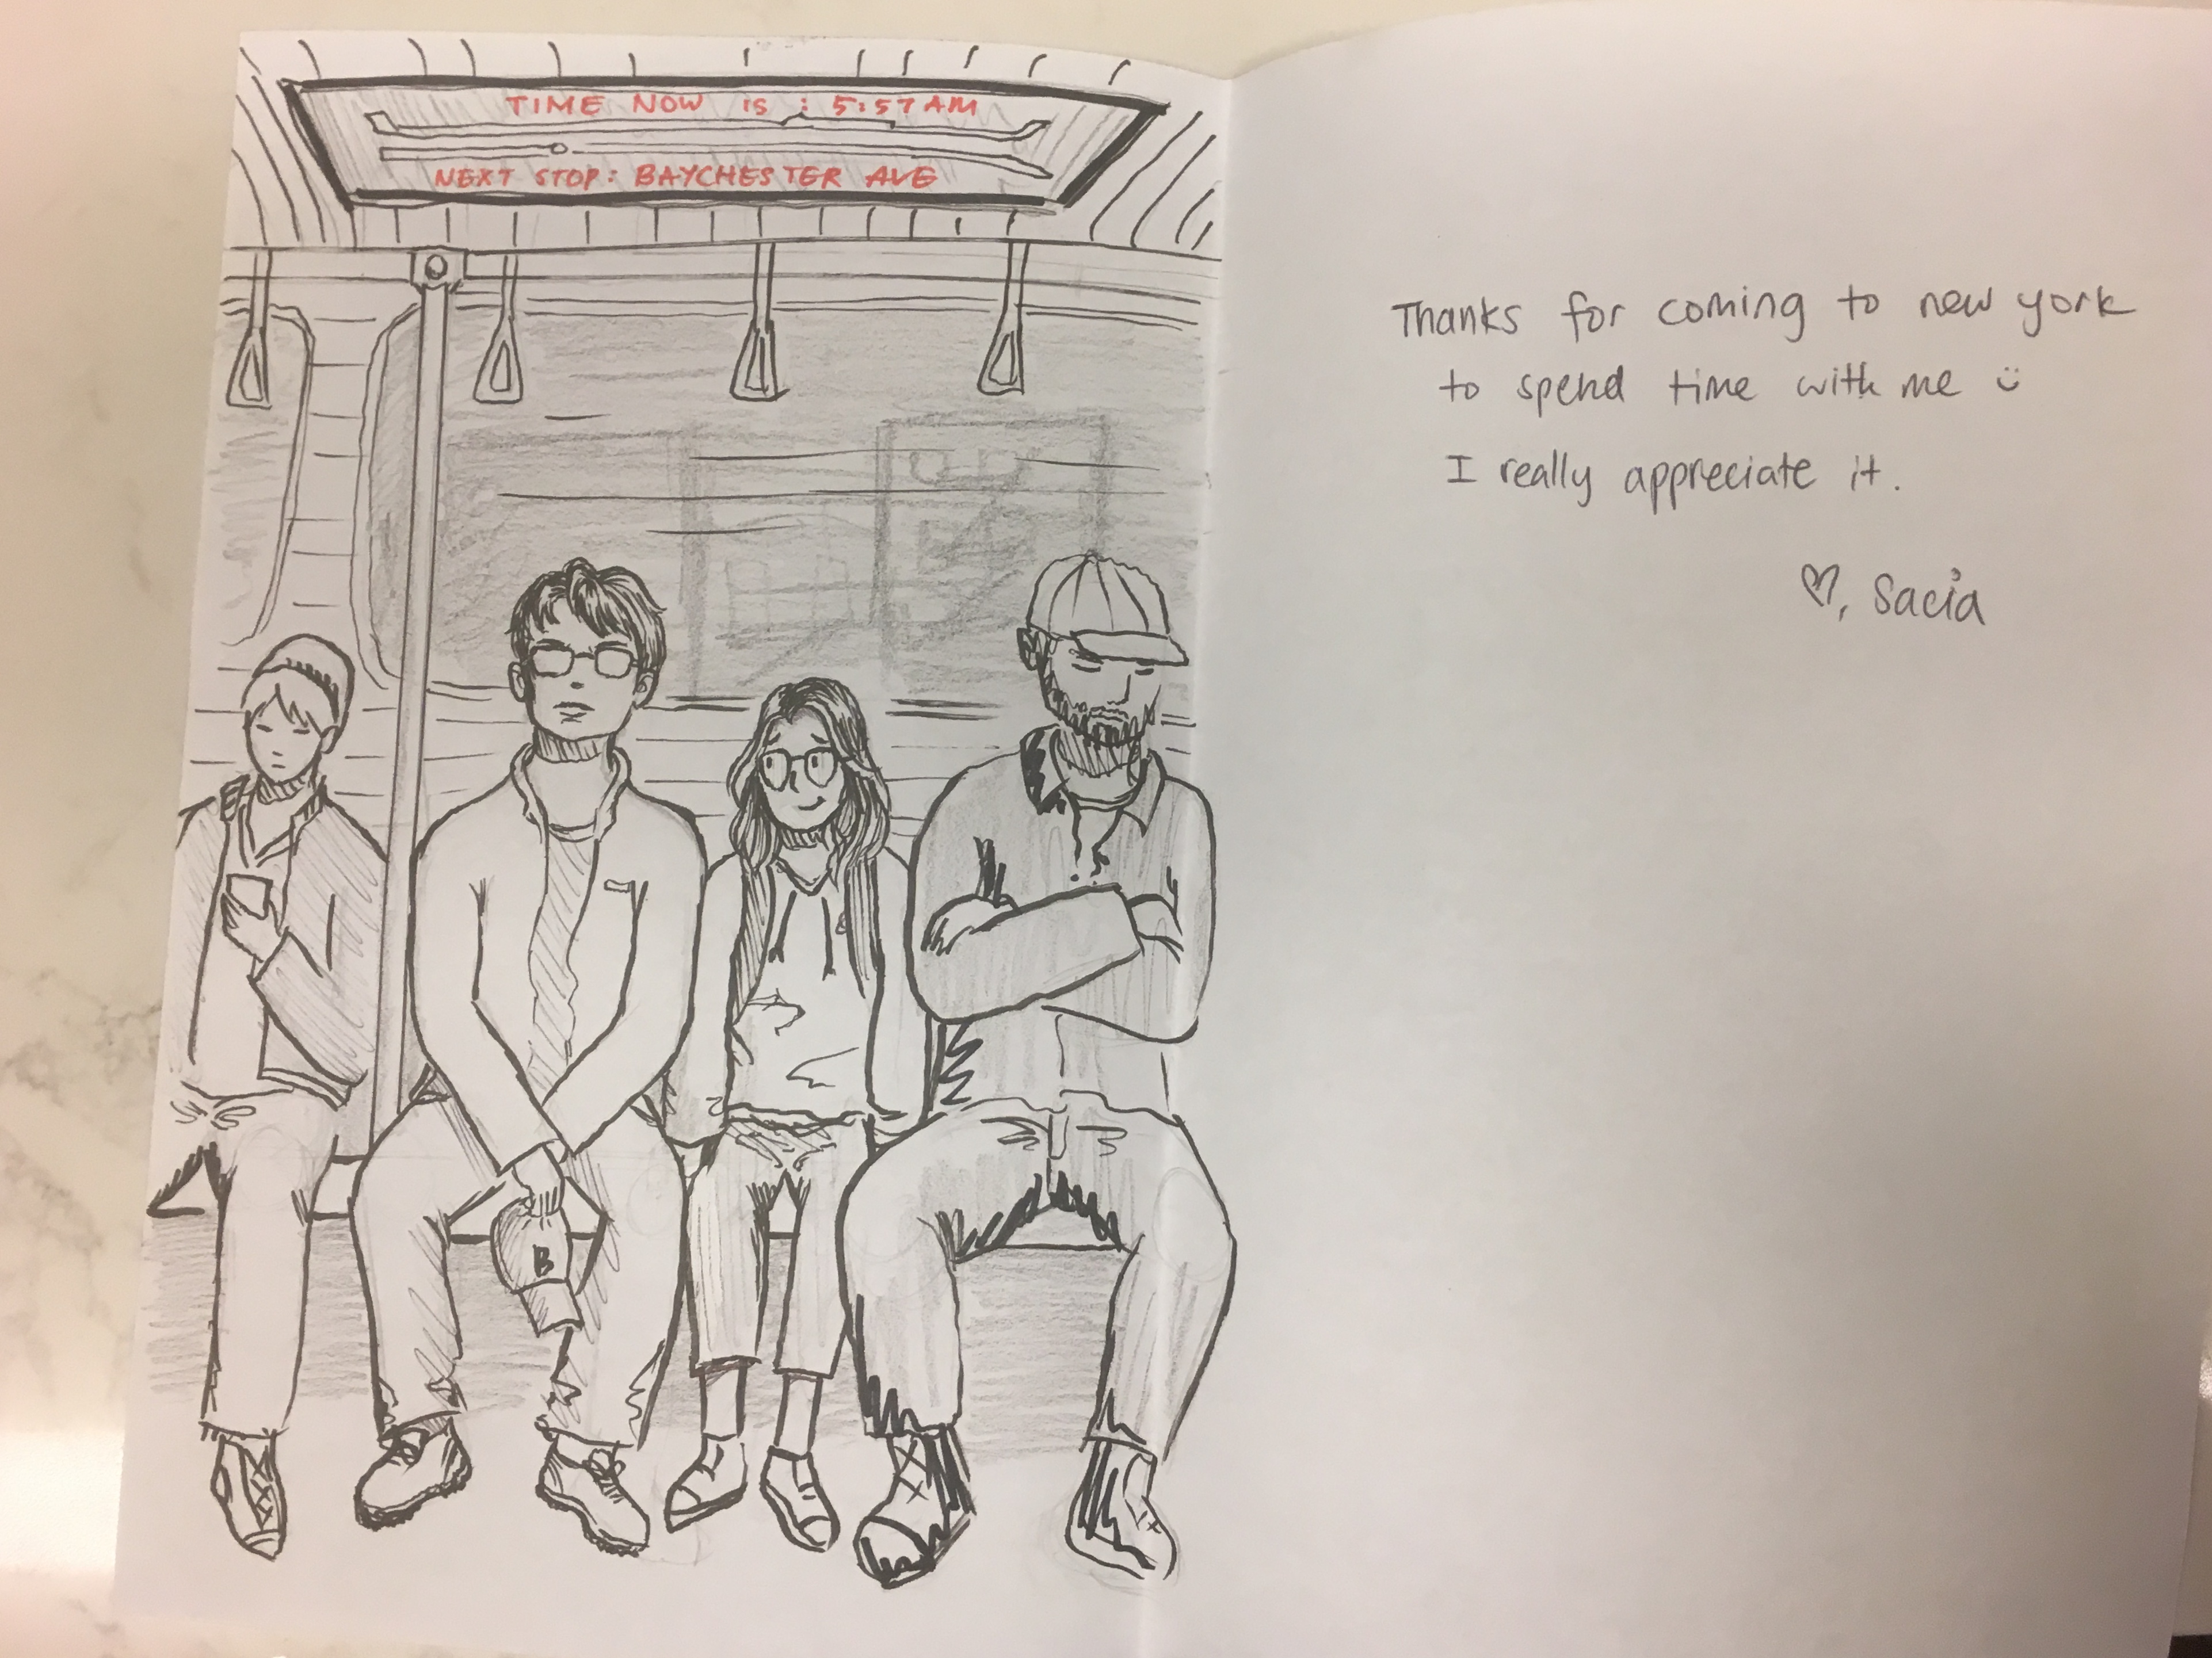 TIME NOW is : 5:57 AM
NEXT STOP: BAYCHESTER AVE
B
Thanks for coming to new york
to spend time with me
I really appreciate it.
♡, Sacia